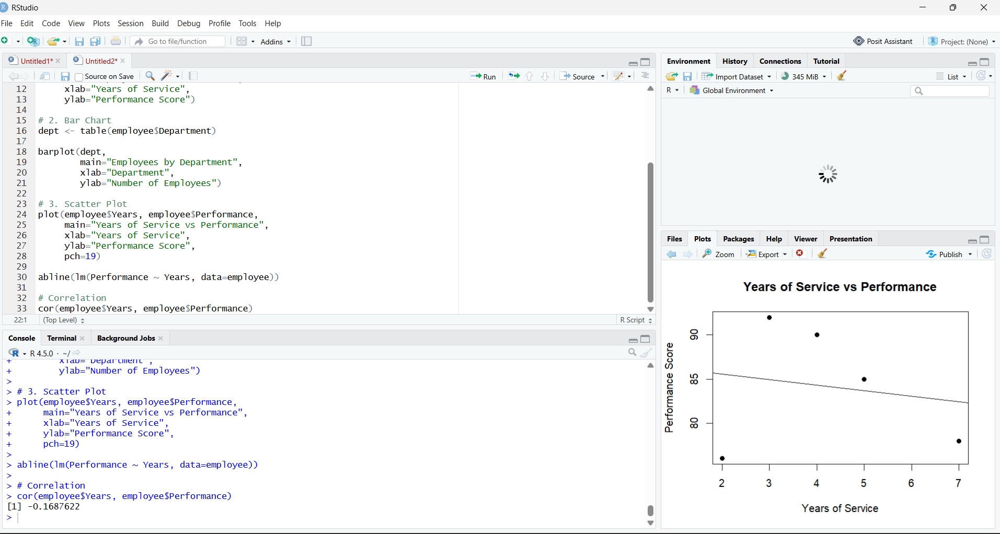 RStudio
File Edit Code View Plots Session Build Debug Profile Tools Help
Go to file/function Addins Posit Assistant Project: (None)
Untitled1* Untitled2*
Source on Save Run Source
12 xlab="Years of Service",
13 ylab="Performance Score")
14
15 # 2. Bar Chart
16 dept <- table(employee$Department)
17
18 barplot(dept,
19 main="Employees by Department",
20 xlab="Department",
21 ylab="Number of Employees")
22
23 # 3. Scatter Plot
24 plot(employee$Years, employee$Performance,
25 main="Years of Service vs Performance",
26 xlab="Years of Service",
27 ylab="Performance Score",
28 pch=19)
29
30 abline(lm(Performance ~ Years, data=employee))
31
32 # Correlation
33 cor(employee$Years, employee$Performance)
22:1 (Top Level) R Script
Console Terminal Background Jobs
R 4.5.0 · ~/
+ xlab="Department",
+ ylab="Number of Employees")
>
> # 3. Scatter Plot
> plot(employee$Years, employee$Performance,
+ main="Years of Service vs Performance",
+ xlab="Years of Service",
+ ylab="Performance Score",
+ pch=19)
>
> abline(lm(Performance ~ Years, data=employee))
>
> # Correlation
> cor(employee$Years, employee$Performance)
[1] -0.1687622
>
Environment History Connections Tutorial
Import Dataset 345 MiB List
R Global Environment
Files Plots Packages Help Viewer Presentation
Zoom Export Publish
Years of Service vs Performance
Performance Score
90
85
80
2 3 4 5 6 7
Years of Service